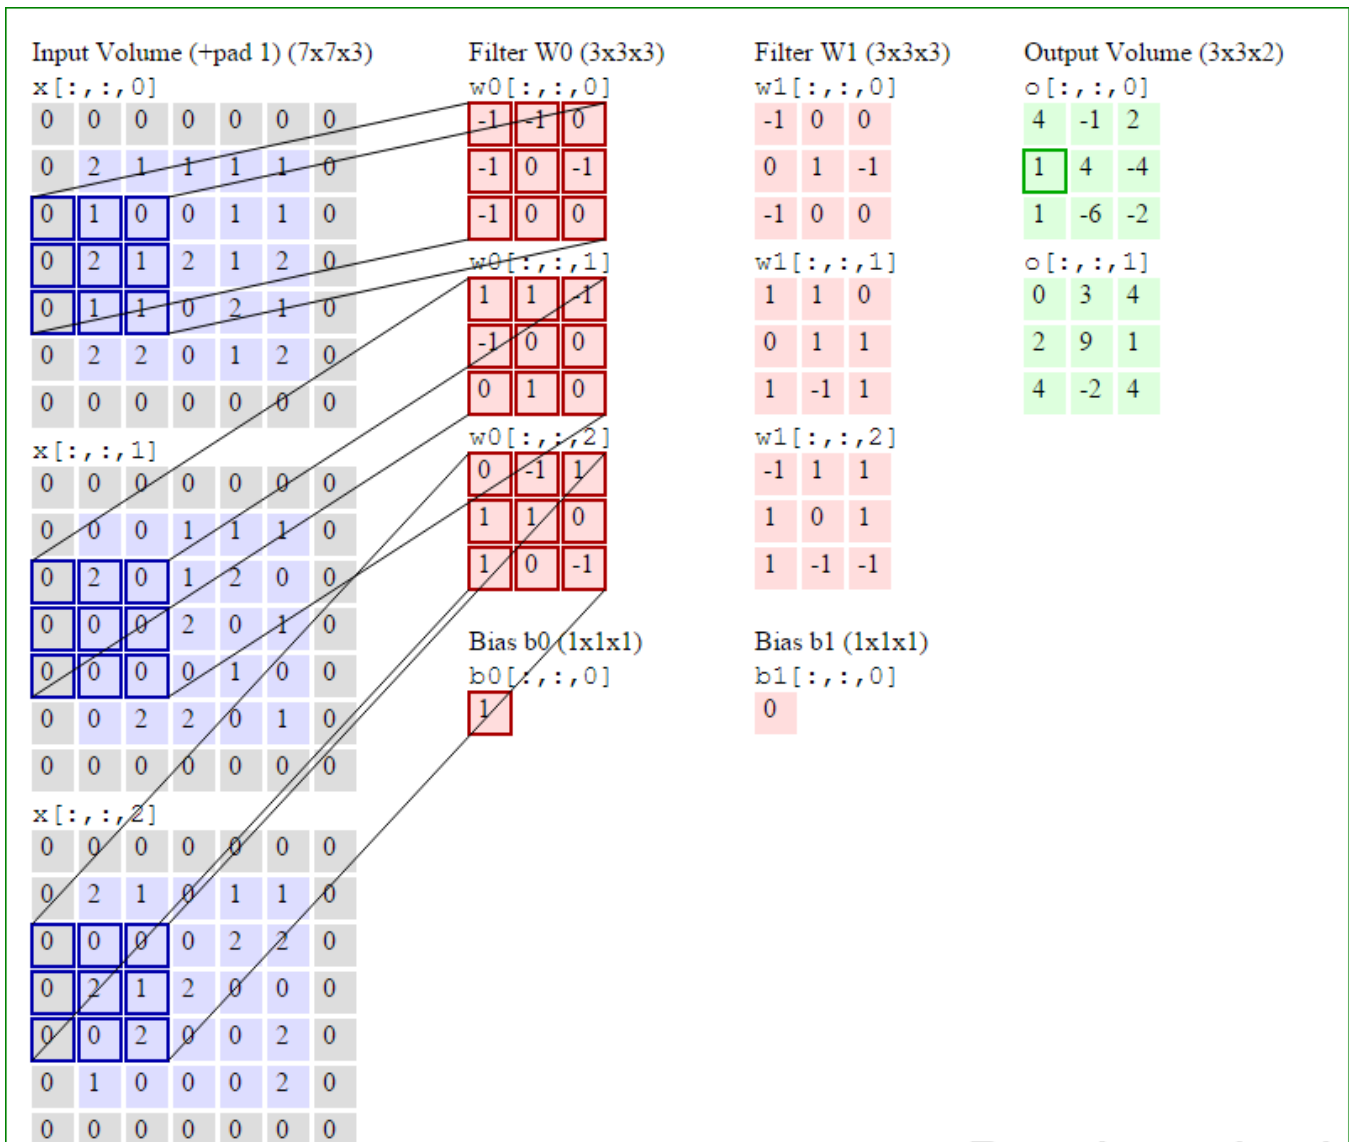 Input Volume (+pad 1) (7x7x3)
x[:,:,0]
0 0 0 0 0 0 0
0 2 1 1 1 1 0
0 1 0 0 1 1 0
0 2 1 2 1 2 0
0 1 1 0 2 1 0
0 2 2 0 1 2 0
0 0 0 0 0 0 0
x[:,:,1]
0 0 0 0 0 0 0
0 0 0 1 1 1 0
0 2 0 1 2 0 0
0 0 0 2 0 1 0
0 0 0 0 1 0 0
0 0 2 2 0 1 0
0 0 0 0 0 0 0
x[:,:,2]
0 0 0 0 0 0 0
0 2 1 0 1 1 0
0 0 0 0 2 2 0
0 2 1 2 0 0 0
0 0 2 0 0 2 0
0 1 0 0 0 2 0
0 0 0 0 0 0 0
Filter W0 (3x3x3)
w0[:,:,0]
-1 -1 0
-1 0 -1
-1 0 0
w0[:,:,1]
1 1 -1
-1 0 0
0 1 0
w0[:,:,2]
0 -1 1
1 1 0
1 0 -1
Bias b0 (1x1x1)
b0[:,:,0]
1
Filter W1 (3x3x3)
w1[:,:,0]
-1 0 0
0 1 -1
-1 0 0
w1[:,:,1]
1 1 0
0 1 1
1 -1 1
w1[:,:,2]
-1 1 1
1 0 1
1 -1 -1
Bias b1 (1x1x1)
b1[:,:,0]
0
Output Volume (3x3x2)
o[:,:,0]
4 -1 2
1 4 -4
1 -6 -2
o[:,:,1]
0 3 4
2 9 1
4 -2 4